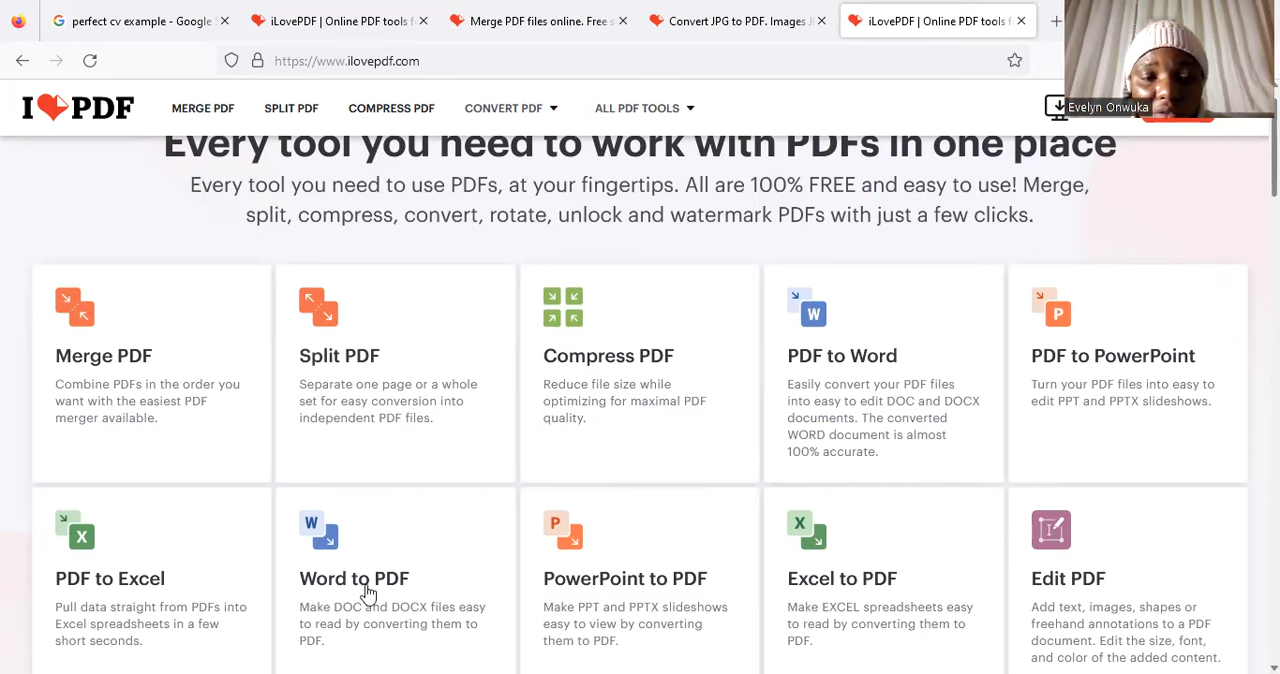 perfect cv example - Google
iLovePDF | Online PDF tools f
Merge PDF files online. Free s
Convert JPG to PDF. Images J
iLovePDF | Online PDF tools f
https://www.ilovepdf.com
I PDF
MERGE PDF
SPLIT PDF
COMPRESS PDF
CONVERT PDF
ALL PDF TOOLS
Evelyn Onwuka
Every tool you need to work with PDFs in one place
Every tool you need to use PDFs, at your fingertips. All are 100% FREE and easy to use! Merge,
split, compress, convert, rotate, unlock and watermark PDFs with just a few clicks.
Merge PDF
Combine PDFs in the order you
want with the easiest PDF
merger available.
Split PDF
Separate one page or a whole
set for easy conversion into
independent PDF files.
Compress PDF
Reduce file size while
optimizing for maximal PDF
quality.
W
PDF to Word
Easily convert your PDF files
into easy to edit DOC and DOCX
documents. The converted
WORD document is almost
100% accurate.
P
PDF to PowerPoint
Turn your PDF files into easy to
edit PPT and PPTX slideshows.
X
PDF to Excel
Pull data straight from PDFs into
Excel spreadsheets in a few
short seconds.
W
Word to PDF
Make DOC and DOCX files easy
to read by converting them to
PDF.
P
PowerPoint to PDF
Make PPT and PPTX slideshows
easy to view by converting
them to PDF.
X
Excel to PDF
Make EXCEL spreadsheets easy
to read by converting them to
PDF.
Edit PDF
Add text, images, shapes or
freehand annotations to a PDF
document. Edit the size, font,
and color of the added content.